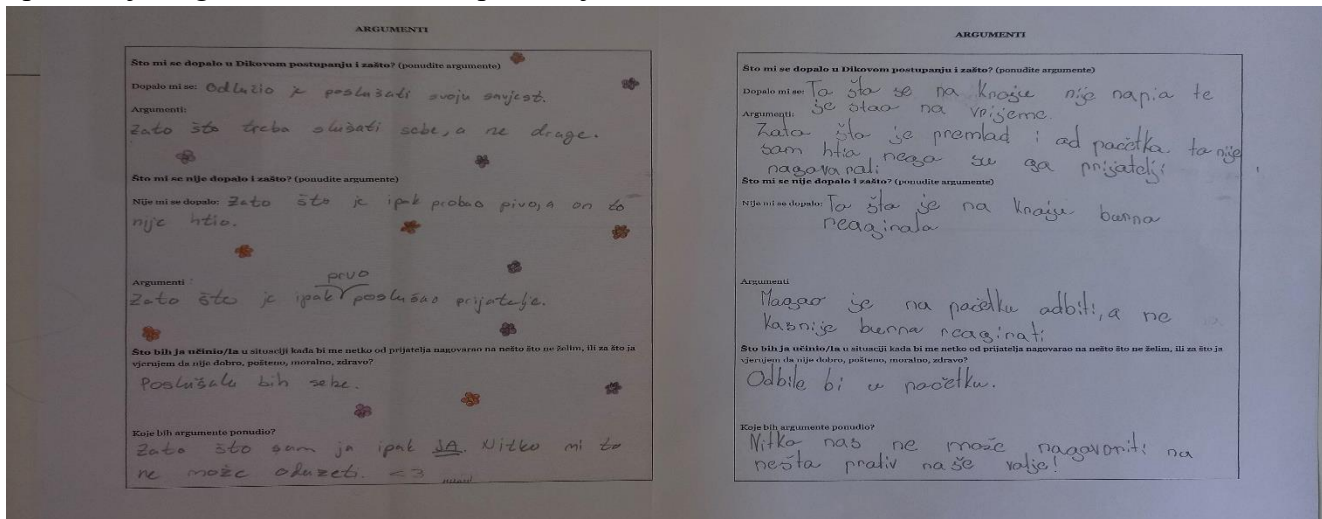 ARGUMENTI
Što mi se dopalo u Dikovom postupanju i zašto? (ponudite argumente)
Dopalo mi se: Odlučio je poslušati svoju savjest.
Argumenti:
Zato što treba slušati sebe, a ne druge.
Što mi se nije dopalo i zašto? (ponudite argumente)
Nije mi se dopalo: Zato što je ipak probao pivo, a on to
nije htio.
Argumenti
prvo
Zato što je ipak poslušao prijatelje.
Što bih ja učinio/la u situaciji kada bi me netko od prijatelja nagovarao na nešto što ne želim, ili za što ja
vjerujem da nije dobro, pošteno, moralno, zdravo?
Poslušala bih sebe.
Koje bih argumente ponudio?
Zato što sam ja ipak JA. Nitko mi to
ne može oduzeti. <3
ARGUMENTI
Što mi se dopalo u Dikovom postupanju i zašto? (ponudite argumente)
Dopalo mi se: To što se na kraju nije napio te
je stao na vrijeme.
Argumenti:
Zato što je premlad i od početka to nije
sam htio nego su ga prijatelji
nagovarali
Što mi se nije dopalo i zašto? (ponudite argumente)
Nije mi se dopalo: To što je na kraju burno
reagirao
Argumenti
Mogao je na početku odbiti, a ne
kasnije burno reagirati
Što bih ja učinio/la u situaciji kada bi me netko od prijatelja nagovarao na nešto što ne želim, ili za što ja
vjerujem da nije dobro, pošteno, moralno, zdravo?
Odbila bi u početku.
Koje bih argumente ponudio?
Nitko nas ne može nagovoriti na
nešto protiv naše volje!